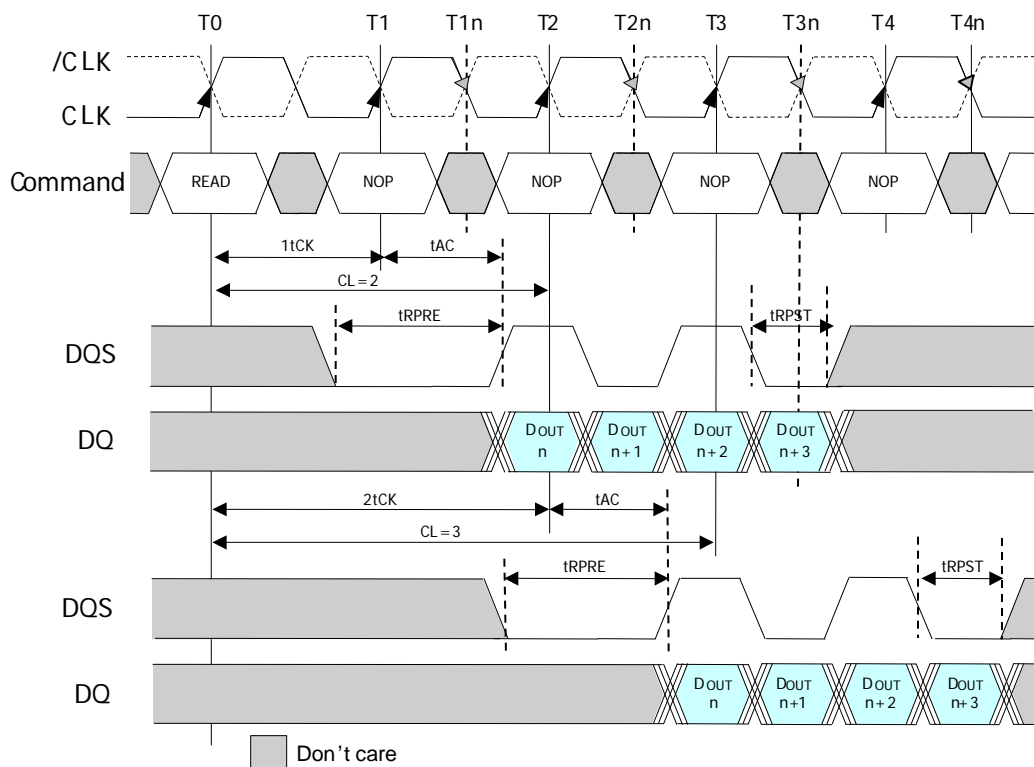 T0 T1 T1n T2 T2n T3 T3n T4 T4n
/CLK
CLK
Command READ NOP NOP NOP NOP
1tCK tAC
CL=2
tRPRE tRPST
DQS
DQ
DOUT n
DOUT n+1
DOUT n+2
DOUT n+3
2tCK tAC
CL=3
tRPRE tRPST
DQS
DQ
DOUT n
DOUT n+1
DOUT n+2
DOUT n+3
Don't care